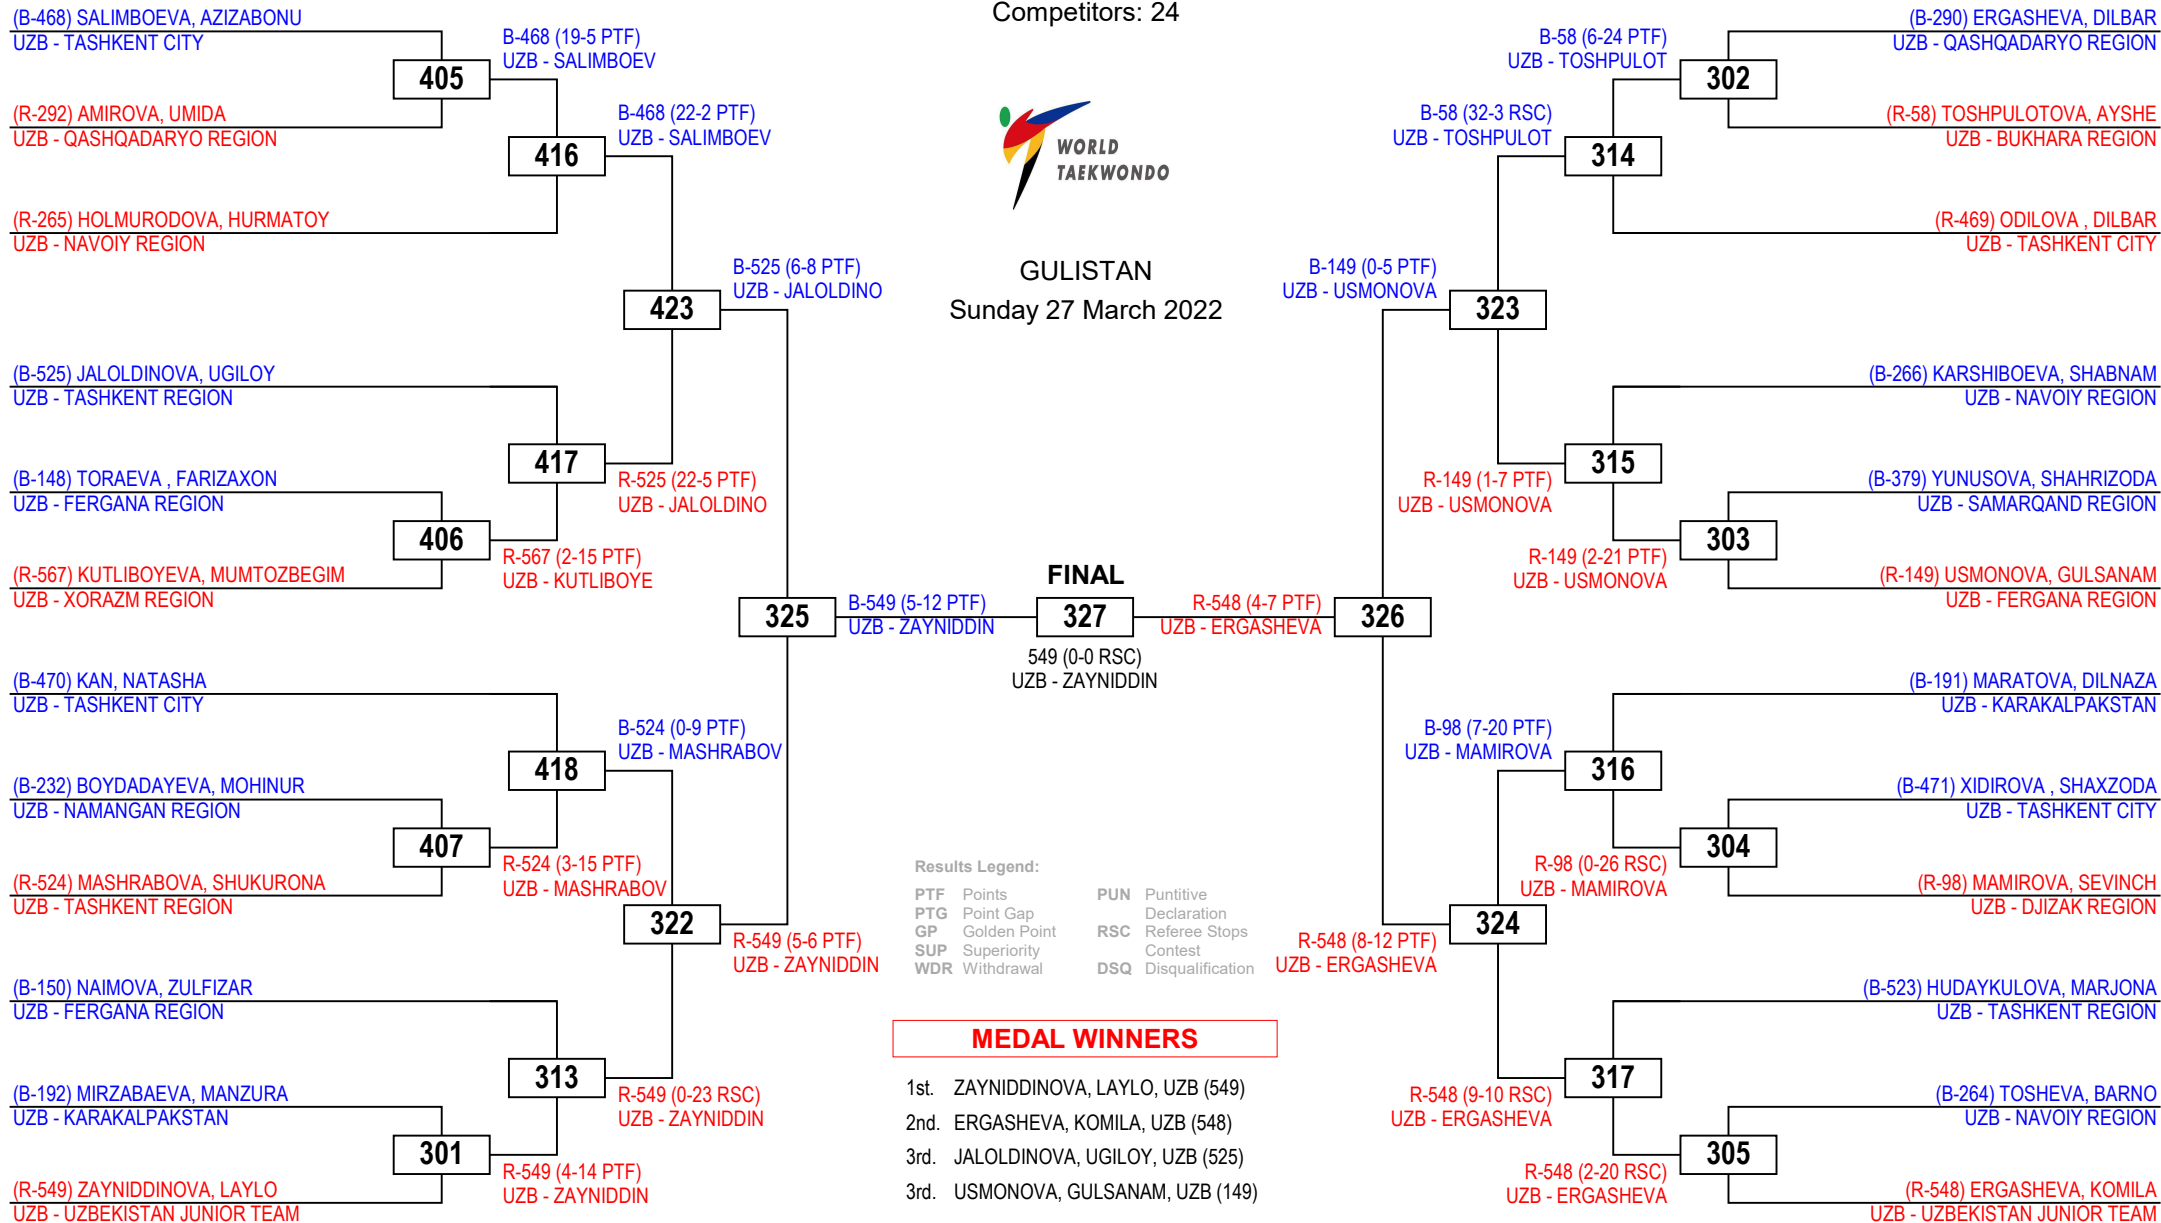 Competitors: 24
WORLD
TAEKWONDO
GULISTAN
Sunday 27 March 2022
(B-468) SALIMBOEVA, AZIZABONU
UZB - TASHKENT CITY
405
(R-292) AMIROVA, UMIDA
UZB - QASHQADARYO REGION
B-468 (19-5 PTF)
UZB - SALIMBOEV
416
(R-265) HOLMURODOVA, HURMATOY
UZB - NAVOIY REGION
B-468 (22-2 PTF)
UZB - SALIMBOEV
423
B-525 (6-8 PTF)
UZB - JALOLDINO
(B-525) JALOLDINOVA, UGILOY
UZB - TASHKENT REGION
417
R-525 (22-5 PTF)
UZB - JALOLDINO
(B-148) TORAEVA , FARIZAXON
UZB - FERGANA REGION
406
R-567 (2-15 PTF)
UZB - KUTLIBOYE
(R-567) KUTLIBOYEVA, MUMTOZBEGIM
UZB - XORAZM REGION
325
B-549 (5-12 PTF)
UZB - ZAYNIDDIN
(B-470) KAN, NATASHA
UZB - TASHKENT CITY
418
B-524 (0-9 PTF)
UZB - MASHRABOV
(B-232) BOYDADAYEVA, MOHINUR
UZB - NAMANGAN REGION
407
R-524 (3-15 PTF)
UZB - MASHRABOV
(R-524) MASHRABOVA, SHUKURONA
UZB - TASHKENT REGION
322
R-549 (5-6 PTF)
UZB - ZAYNIDDIN
(B-150) NAIMOVA, ZULFIZAR
UZB - FERGANA REGION
313
R-549 (0-23 RSC)
UZB - ZAYNIDDIN
(B-192) MIRZABAEVA, MANZURA
UZB - KARAKALPAKSTAN
301
R-549 (4-14 PTF)
UZB - ZAYNIDDIN
(R-549) ZAYNIDDINOVA, LAYLO
UZB - UZBEKISTAN JUNIOR TEAM
FINAL
327
549 (0-0 RSC)
UZB - ZAYNIDDIN
(B-290) ERGASHEVA, DILBAR
UZB - QASHQADARYO REGION
B-58 (6-24 PTF)
UZB - TOSHPULOT
302
(R-58) TOSHPULOTOVA, AYSHE
UZB - BUKHARA REGION
B-58 (32-3 RSC)
UZB - TOSHPULOT
314
(R-469) ODILOVA , DILBAR
UZB - TASHKENT CITY
B-149 (0-5 PTF)
UZB - USMONOVA
323
(B-266) KARSHIBOEVA, SHABNAM
UZB - NAVOIY REGION
315
R-149 (1-7 PTF)
UZB - USMONOVA
(B-379) YUNUSOVA, SHAHRIZODA
UZB - SAMARQAND REGION
303
R-149 (2-21 PTF)
UZB - USMONOVA
(R-149) USMONOVA, GULSANAM
UZB - FERGANA REGION
R-548 (4-7 PTF)
UZB - ERGASHEVA
326
(B-191) MARATOVA, DILNAZA
UZB - KARAKALPAKSTAN
B-98 (7-20 PTF)
UZB - MAMIROVA
316
(B-471) XIDIROVA , SHAXZODA
UZB - TASHKENT CITY
304
R-98 (0-26 RSC)
UZB - MAMIROVA
(R-98) MAMIROVA, SEVINCH
UZB - DJIZAK REGION
324
R-548 (8-12 PTF)
UZB - ERGASHEVA
(B-523) HUDAYKULOVA, MARJONA
UZB - TASHKENT REGION
317
R-548 (9-10 RSC)
UZB - ERGASHEVA
(B-264) TOSHEVA, BARNO
UZB - NAVOIY REGION
305
R-548 (2-20 RSC)
UZB - ERGASHEVA
(R-548) ERGASHEVA, KOMILA
UZB - UZBEKISTAN JUNIOR TEAM
Results Legend:
PTF Points PUN Puntitive
PTG Point Gap Declaration
GP Golden Point RSC Referee Stops
SUP Superiority Contest
WDR Withdrawal DSQ Disqualification
MEDAL WINNERS
1st. ZAYNIDDINOVA, LAYLO, UZB (549)
2nd. ERGASHEVA, KOMILA, UZB (548)
3rd. JALOLDINOVA, UGILOY, UZB (525)
3rd. USMONOVA, GULSANAM, UZB (149)